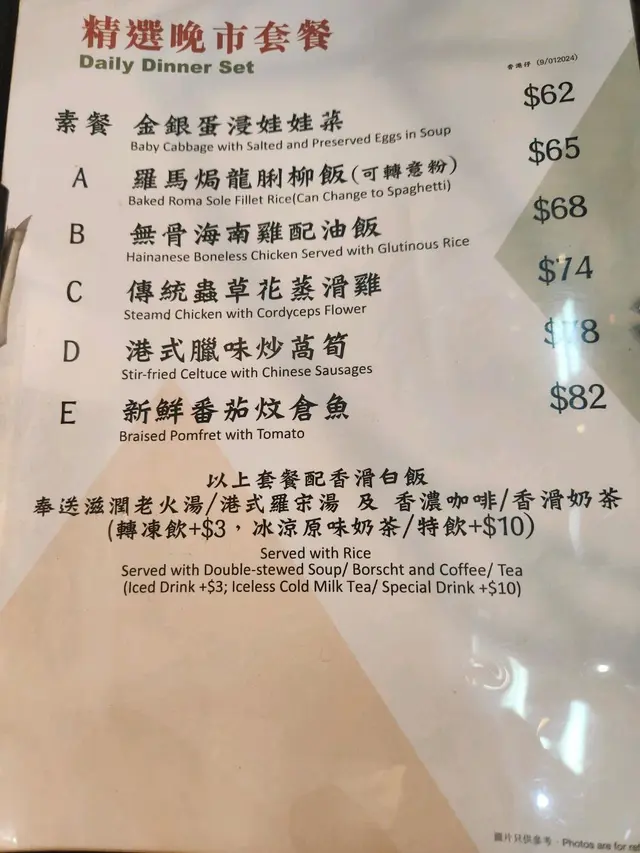 精選晚市套餐
Daily Dinner Set
香港仔 (9/012024)
素餐 金銀蛋浸娃娃菜 $62
Baby Cabbage with Salted and Preserved Eggs in Soup
A 羅馬焗龍脷柳飯(可轉意粉) $65
Baked Roma Sole Fillet Rice(Can Change to Spaghetti)
B 無骨海南雞配油飯 $68
Hainanese Boneless Chicken Served with Glutinous Rice
C 傳統蟲草花蒸滑雞 $74
Steamd Chicken with Cordyceps Flower
D 港式臘味炒萵筍 $78
Stir-fried Celtuce with Chinese Sausages
E 新鮮番茄炆倉魚 $82
Braised Pomfret with Tomato
以上套餐配香滑白飯
奉送滋潤老火湯/港式羅宋湯 及 香濃咖啡/香滑奶茶
(轉凍飲+$3，冰涼原味奶茶/特飲+$10)
Served with Rice
Served with Double-stewed Soup/ Borscht and Coffee/ Tea
(Iced Drink +$3; Iceless Cold Milk Tea/ Special Drink +$10)
圖片只供參考 · Photos are for